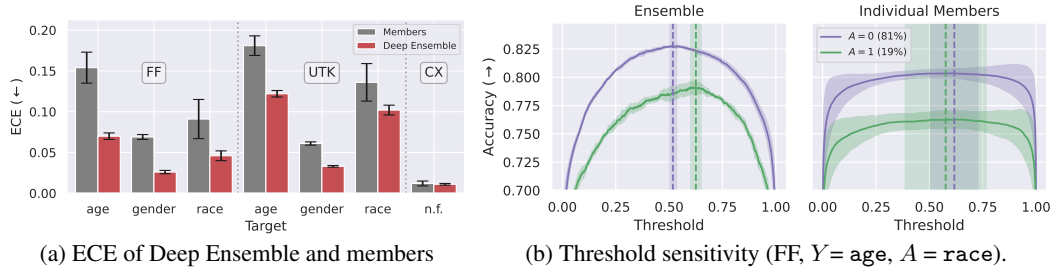 ECE (←)
0.20
0.15
0.10
0.05
0.00
Members
Deep Ensemble
FF
UTK
CX
age
gender
race
age
gender
race
n.f.
Target
(a) ECE of Deep Ensemble and members
Ensemble
Accuracy (→)
0.825
0.800
0.775
0.750
0.725
0.700
0.00
0.25
0.50
0.75
1.00
Threshold
Individual Members
A = 0 (81%)
A = 1 (19%)
0.00
0.25
0.50
0.75
1.00
Threshold
(b) Threshold sensitivity (FF, Y = age, A = race).